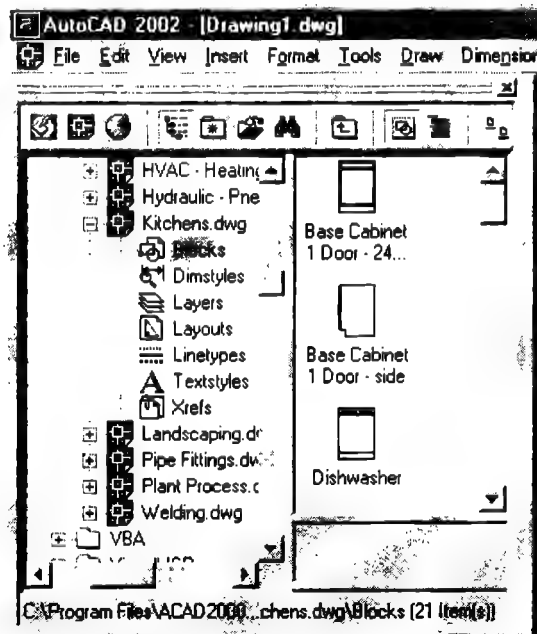 AutoCAD 2002 - [Drawing1.dwg]
File Edit View Insert Format Tools Draw Dimension
HVAC - Heating
Hydraulic - Pne
Kitchens.dwg
Blocks
Dimstyles
Layers
Layouts
Linetypes
Textstyles
Xrefs
Landscaping.dr
Pipe Fittings.dw
Plant Process.c
Welding.dwg
VBA
Base Cabinet
1 Door - 24...
Base Cabinet
1 Door - side
Dishwasher
C:\Program Files\ACAD2000...chens.dwg\Blocks (21 Item(s))